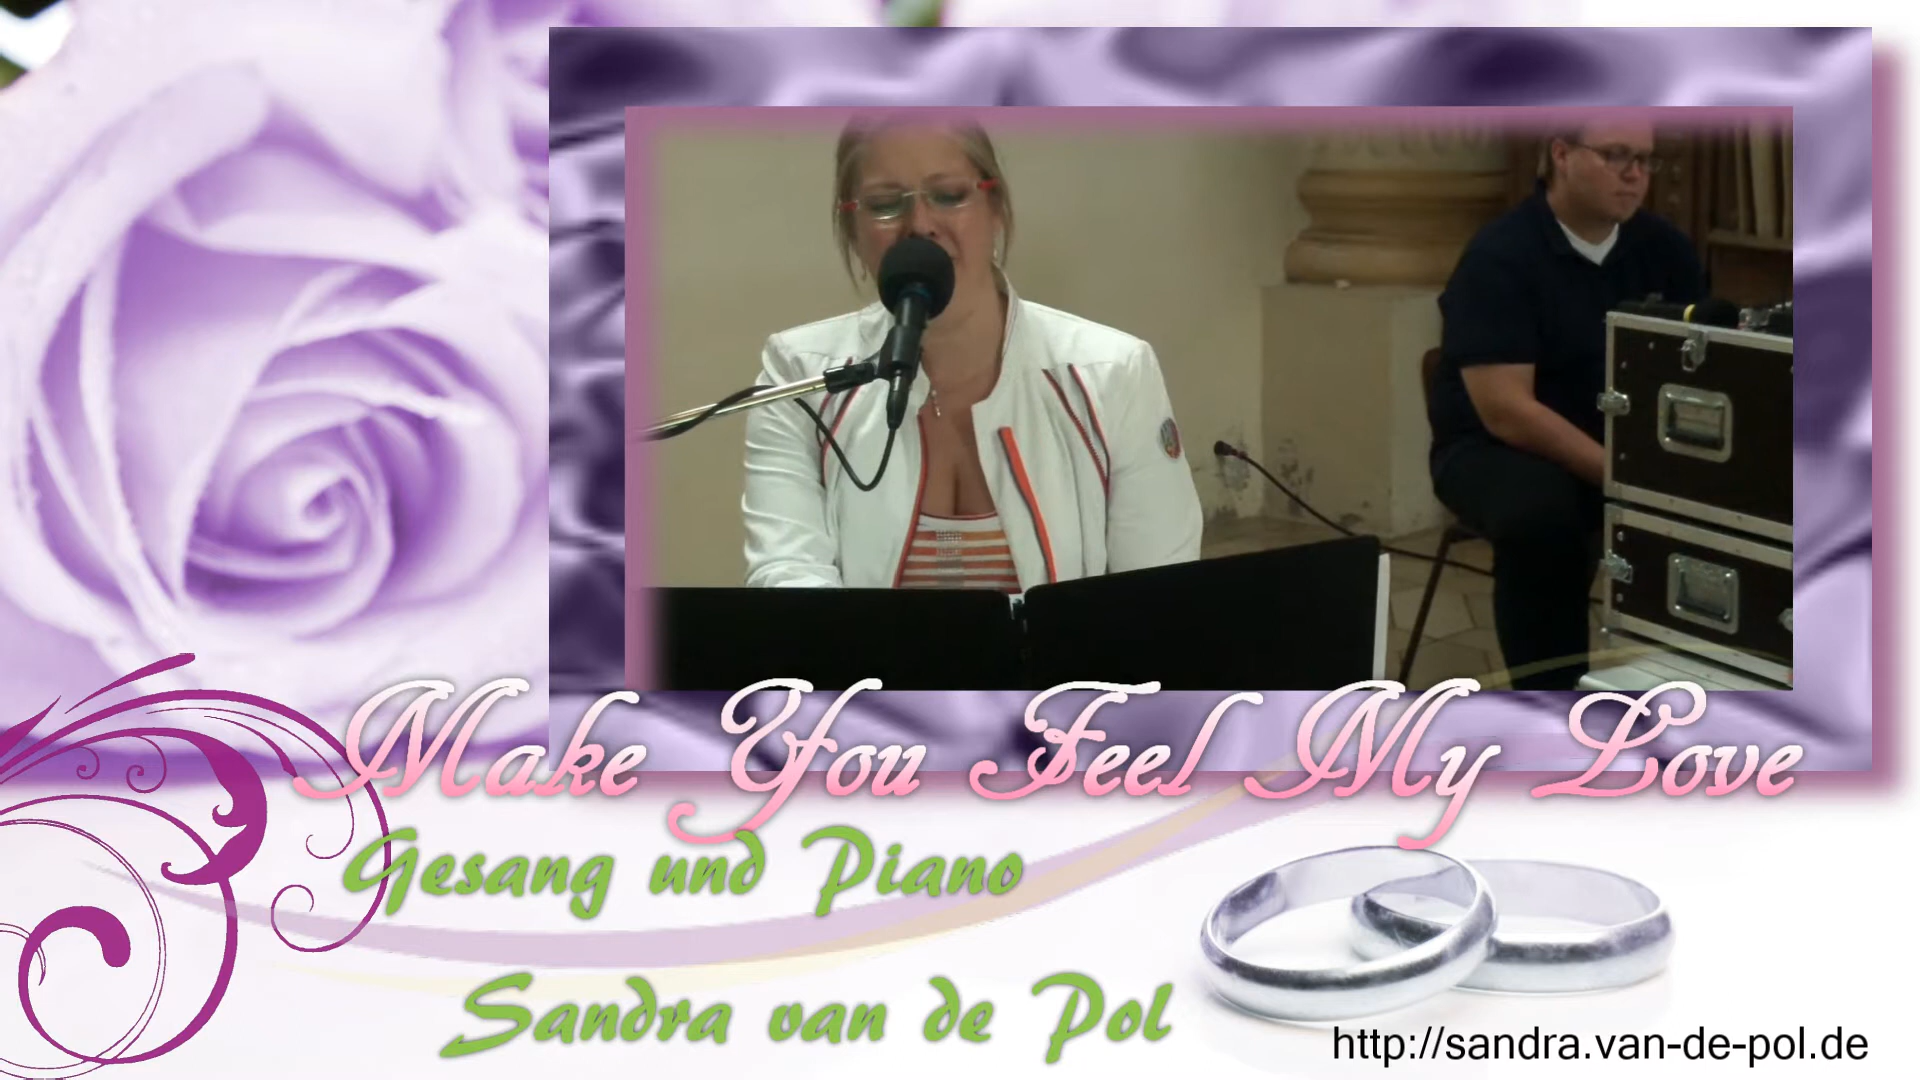 Make You Feel My Love
Gesang und Piano
Sandra van de Pol
http://sandra.van-de-pol.de